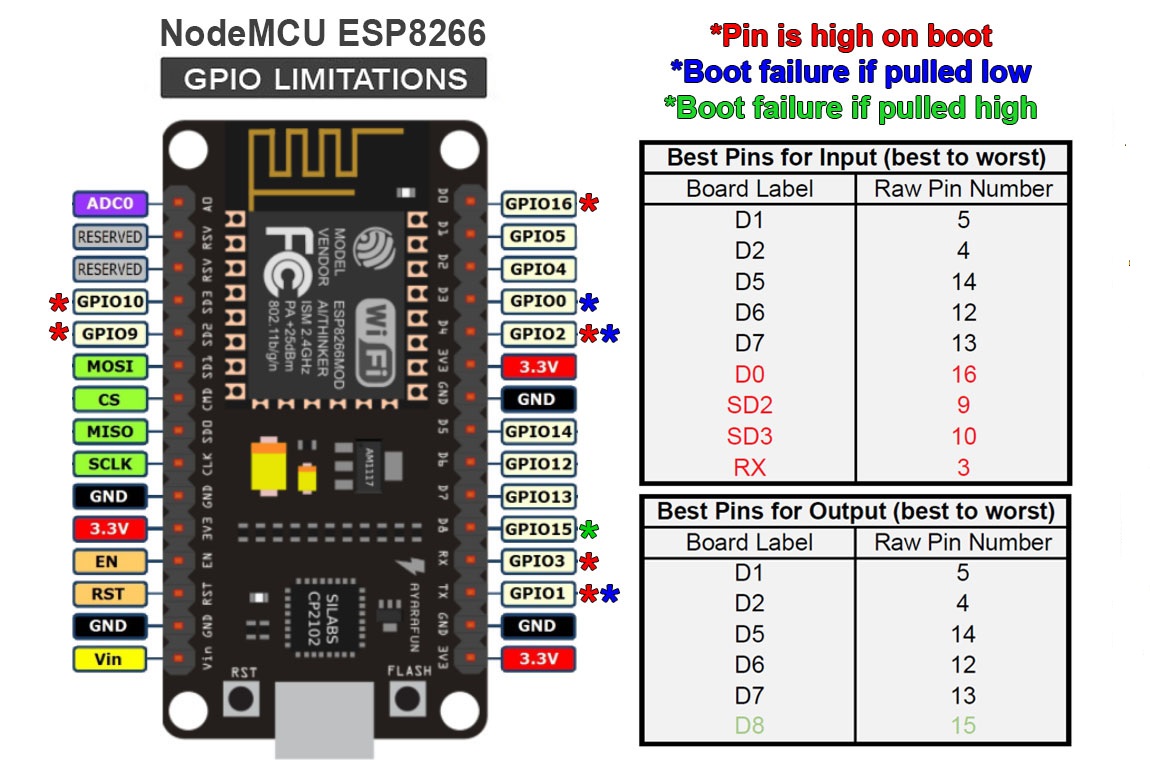 NodeMCU ESP8266
GPIO LIMITATIONS
*Pin is high on boot
*Boot failure if pulled low
*Boot failure if pulled high
ADC0
RESERVED
RESERVED
*GPIO10
*GPIO9
MOSI
CS
MISO
SCLK
GND
3.3V
EN
RST
GND
Vin
A0
RSV
RSV
SD3
SD2
SD1
CMD
SD0
CLK
GND
3V3
EN
RST
GND
Vin
MODEL
VENDOR
ESP8266MOD
AI/THINKER
ISM 2.4GHz
PA +25dBm
802.11b/g/n
FC
WiFi
AM1117
SILABS
CP2102
AYARAFUN
RST
FLASH
D0
D1
D2
D3
D4
3V3
GND
D5
D6
D7
D8
RX
TX
GND
3V3
GPIO16*
GPIO5
GPIO4
GPIO0*
GPIO2**
3.3V
GND
GPIO14
GPIO12
GPIO13
GPIO15*
GPIO3*
GPIO1**
GND
3.3V
Best Pins for Input (best to worst)
Board Label Raw Pin Number
D1 5
D2 4
D5 14
D6 12
D7 13
D0 16
SD2 9
SD3 10
RX 3
Best Pins for Output (best to worst)
Board Label Raw Pin Number
D1 5
D2 4
D5 14
D6 12
D7 13
D8 15